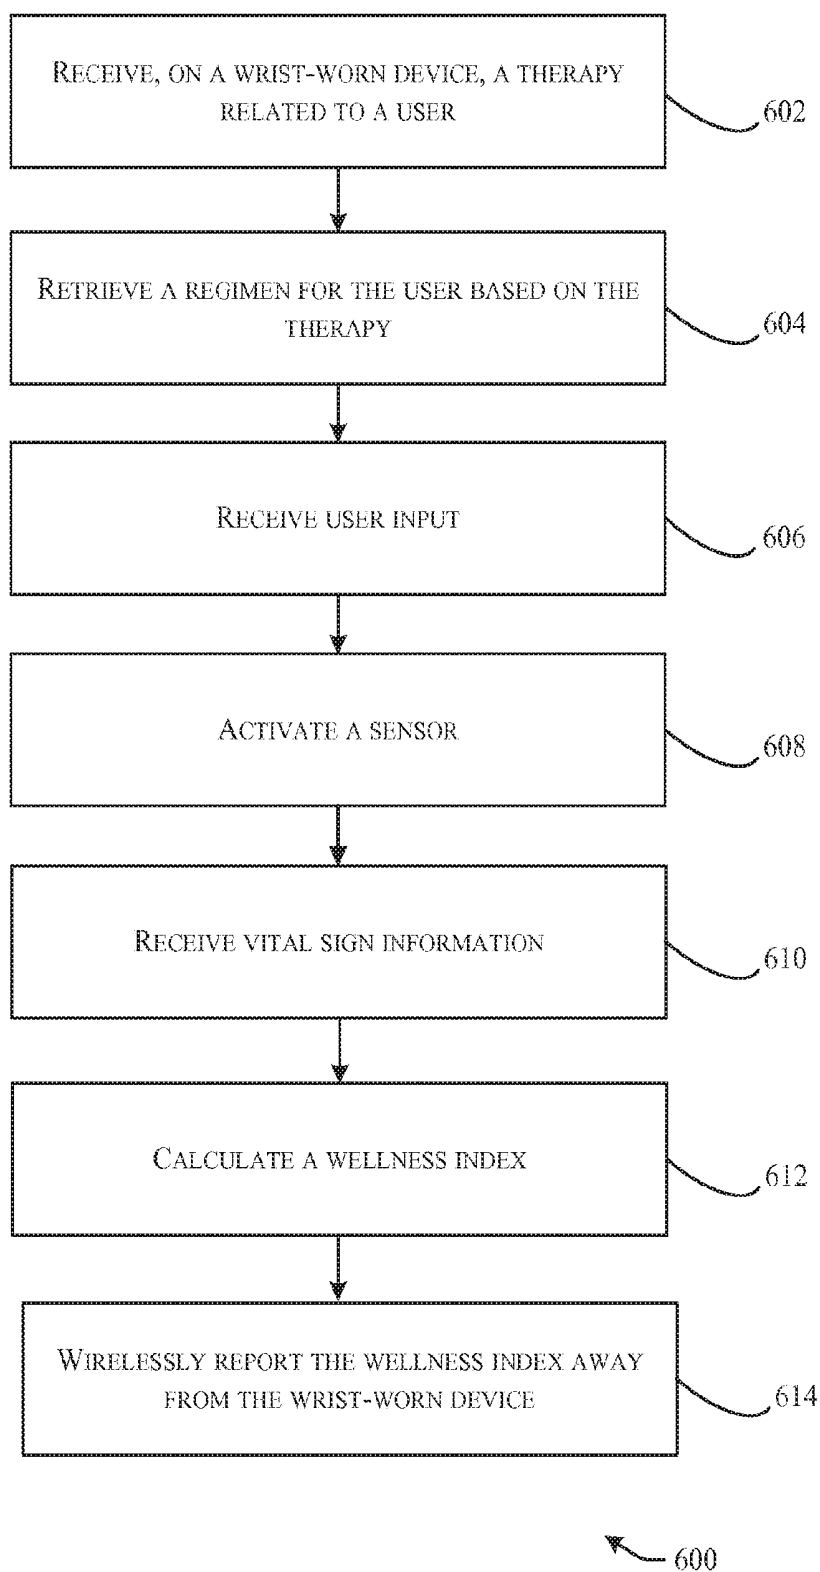 RECEIVE, ON A WRIST-WORN DEVICE, A THERAPY
RELATED TO A USER
602
RETRIEVE A REGIMEN FOR THE USER BASED ON THE
THERAPY
604
RECEIVE USER INPUT
606
ACTIVATE A SENSOR
608
RECEIVE VITAL SIGN INFORMATION
610
CALCULATE A WELLNESS INDEX
612
WIRELESSLY REPORT THE WELLNESS INDEX AWAY
FROM THE WRIST-WORN DEVICE
614
600